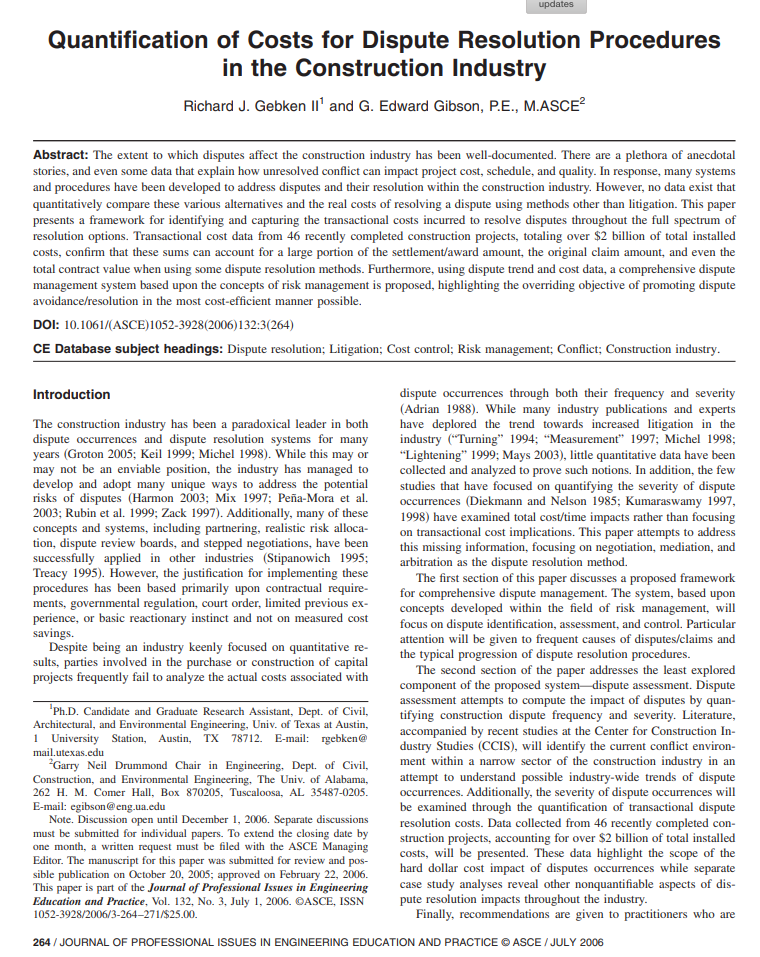 updates
Quantification of Costs for Dispute Resolution Procedures
in the Construction Industry
Richard J. Gebken II1 and G. Edward Gibson, P.E., M.ASCE2
Abstract: The extent to which disputes affect the construction industry has been well-documented. There are a plethora of anecdotal
stories, and even some data that explain how unresolved conflict can impact project cost, schedule, and quality. In response, many systems
and procedures have been developed to address disputes and their resolution within the construction industry. However, no data exist that
quantitatively compare these various alternatives and the real costs of resolving a dispute using methods other than litigation. This paper
presents a framework for identifying and capturing the transactional costs incurred to resolve disputes throughout the full spectrum of
resolution options. Transactional cost data from 46 recently completed construction projects, totaling over $2 billion of total installed
costs, confirm that these sums can account for a large portion of the settlement/award amount, the original claim amount, and even the
total contract value when using some dispute resolution methods. Furthermore, using dispute trend and cost data, a comprehensive dispute
management system based upon the concepts of risk management is proposed, highlighting the overriding objective of promoting dispute
avoidance/resolution in the most cost-efficient manner possible.
DOI: 10.1061/(ASCE)1052-3928(2006)132:3(264)
CE Database subject headings: Dispute resolution; Litigation; Cost control; Risk management; Conflict; Construction industry.
Introduction
The construction industry has been a paradoxical leader in both
dispute occurrences and dispute resolution systems for many
years (Groton 2005; Keil 1999; Michel 1998). While this may or
may not be an enviable position, the industry has managed to
develop and adopt many unique ways to address the potential
risks of disputes (Harmon 2003; Mix 1997; Peña-Mora et al.
2003; Rubin et al. 1999; Zack 1997). Additionally, many of these
concepts and systems, including partnering, realistic risk alloca-
tion, dispute review boards, and stepped negotiations, have been
successfully applied in other industries (Stipanowich 1995;
Treacy 1995). However, the justification for implementing these
procedures has been based primarily upon contractual require-
ments, governmental regulation, court order, limited previous ex-
perience, or basic reactionary instinct and not on measured cost
savings.
Despite being an industry keenly focused on quantitative re-
sults, parties involved in the purchase or construction of capital
projects frequently fail to analyze the actual costs associated with
1Ph.D. Candidate and Graduate Research Assistant, Dept. of Civil,
Architectural, and Environmental Engineering, Univ. of Texas at Austin,
1 University Station, Austin, TX 78712. E-mail: rgebken@
mail.utexas.edu
2Garry Neil Drummond Chair in Engineering, Dept. of Civil,
Construction, and Environmental Engineering, The Univ. of Alabama,
262 H. M. Comer Hall, Box 870205, Tuscaloosa, AL 35487-0205.
E-mail: egibson@eng.ua.edu
Note. Discussion open until December 1, 2006. Separate discussions
must be submitted for individual papers. To extend the closing date by
one month, a written request must be filed with the ASCE Managing
Editor. The manuscript for this paper was submitted for review and pos-
sible publication on October 20, 2005; approved on February 22, 2006.
This paper is part of the Journal of Professional Issues in Engineering
Education and Practice, Vol. 132, No. 3, July 1, 2006. ©ASCE, ISSN
1052-3928/2006/3-264–271/$25.00.
dispute occurrences through both their frequency and severity
(Adrian 1988). While many industry publications and experts
have deplored the trend towards increased litigation in the
industry (“Turning” 1994; “Measurement” 1997; Michel 1998;
“Lightening” 1999; Mays 2003), little quantitative data have been
collected and analyzed to prove such notions. In addition, the few
studies that have focused on quantifying the severity of dispute
occurrences (Diekmann and Nelson 1985; Kumaraswamy 1997,
1998) have examined total cost/time impacts rather than focusing
on transactional cost implications. This paper attempts to address
this missing information, focusing on negotiation, mediation, and
arbitration as the dispute resolution method.
The first section of this paper discusses a proposed framework
for comprehensive dispute management. The system, based upon
concepts developed within the field of risk management, will
focus on dispute identification, assessment, and control. Particular
attention will be given to frequent causes of disputes/claims and
the typical progression of dispute resolution procedures.
The second section of the paper addresses the least explored
component of the proposed system—dispute assessment. Dispute
assessment attempts to compute the impact of disputes by quan-
tifying construction dispute frequency and severity. Literature,
accompanied by recent studies at the Center for Construction In-
dustry Studies (CCIS), will identify the current conflict environ-
ment within a narrow sector of the construction industry in an
attempt to understand possible industry-wide trends of dispute
occurrences. Additionally, the severity of dispute occurrences will
be examined through the quantification of transactional dispute
resolution costs. Data collected from 46 recently completed con-
struction projects, accounting for over $2 billion of total installed
costs, will be presented. These data highlight the scope of the
hard dollar cost impact of disputes occurrences while separate
case study analyses reveal other nonquantifiable aspects of dis-
pute resolution impacts throughout the industry.
Finally, recommendations are given to practitioners who are
264 / JOURNAL OF PROFESSIONAL ISSUES IN ENGINEERING EDUCATION AND PRACTICE © ASCE / JULY 2006